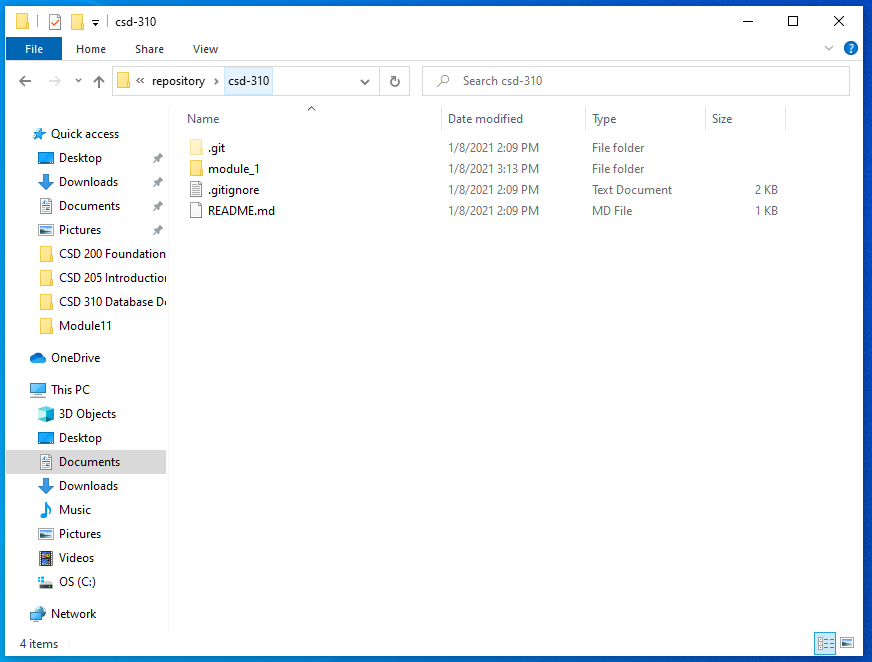 csd-310
File Home Share View
« repository › csd-310
Search csd-310
Name Date modified Type Size
Quick access
Desktop
Downloads
Documents
Pictures
CSD 200 Foundation
CSD 205 Introduction
CSD 310 Database De
Module11
OneDrive
This PC
3D Objects
Desktop
Documents
Downloads
Music
Pictures
Videos
OS (C:)
Network
.git 1/8/2021 2:09 PM File folder
module_1 1/8/2021 3:13 PM File folder
.gitignore 1/8/2021 2:09 PM Text Document 2 KB
README.md 1/8/2021 2:09 PM MD File 1 KB
4 items